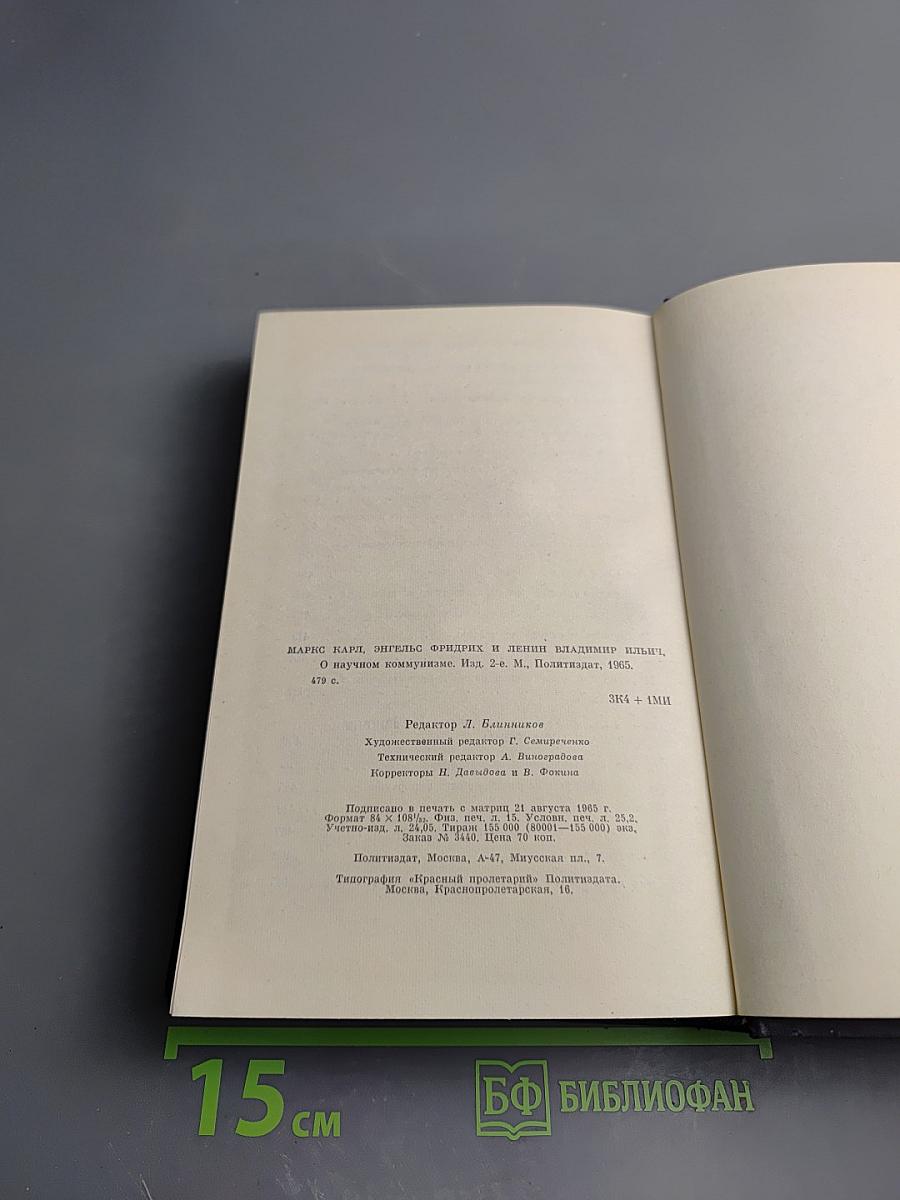 МАРКС КАРЛ, ЭНГЕЛЬС ФРИДРИХ И ЛЕНИН ВЛАДИМИР ИЛЬИЧ,
О научном коммунизме. Изд. 2-е. М., Политиздат, 1965.
479 с.
3К4 + 1МИ
Редактор Л. Блинников
Художественный редактор Г. Семиреченко
Технический редактор А. Виноградова
Корректоры Н. Давыдова и В. Фокина
Подписано в печать с матриц 21 августа 1965 г.
Формат 84 × 108¹/₃₂. Физ. печ. л. 15. Условн. печ. л. 25,2.
Учетно-изд. л. 24,05. Тираж 155 000 (80001—155 000) экз.
Заказ № 3440. Цена 70 коп.
Политиздат, Москва, А-47, Миусская пл., 7.
Типография «Красный пролетарий» Политиздата.
Москва, Краснопролетарская, 16.
15 см
БФ БИБЛИОФАН